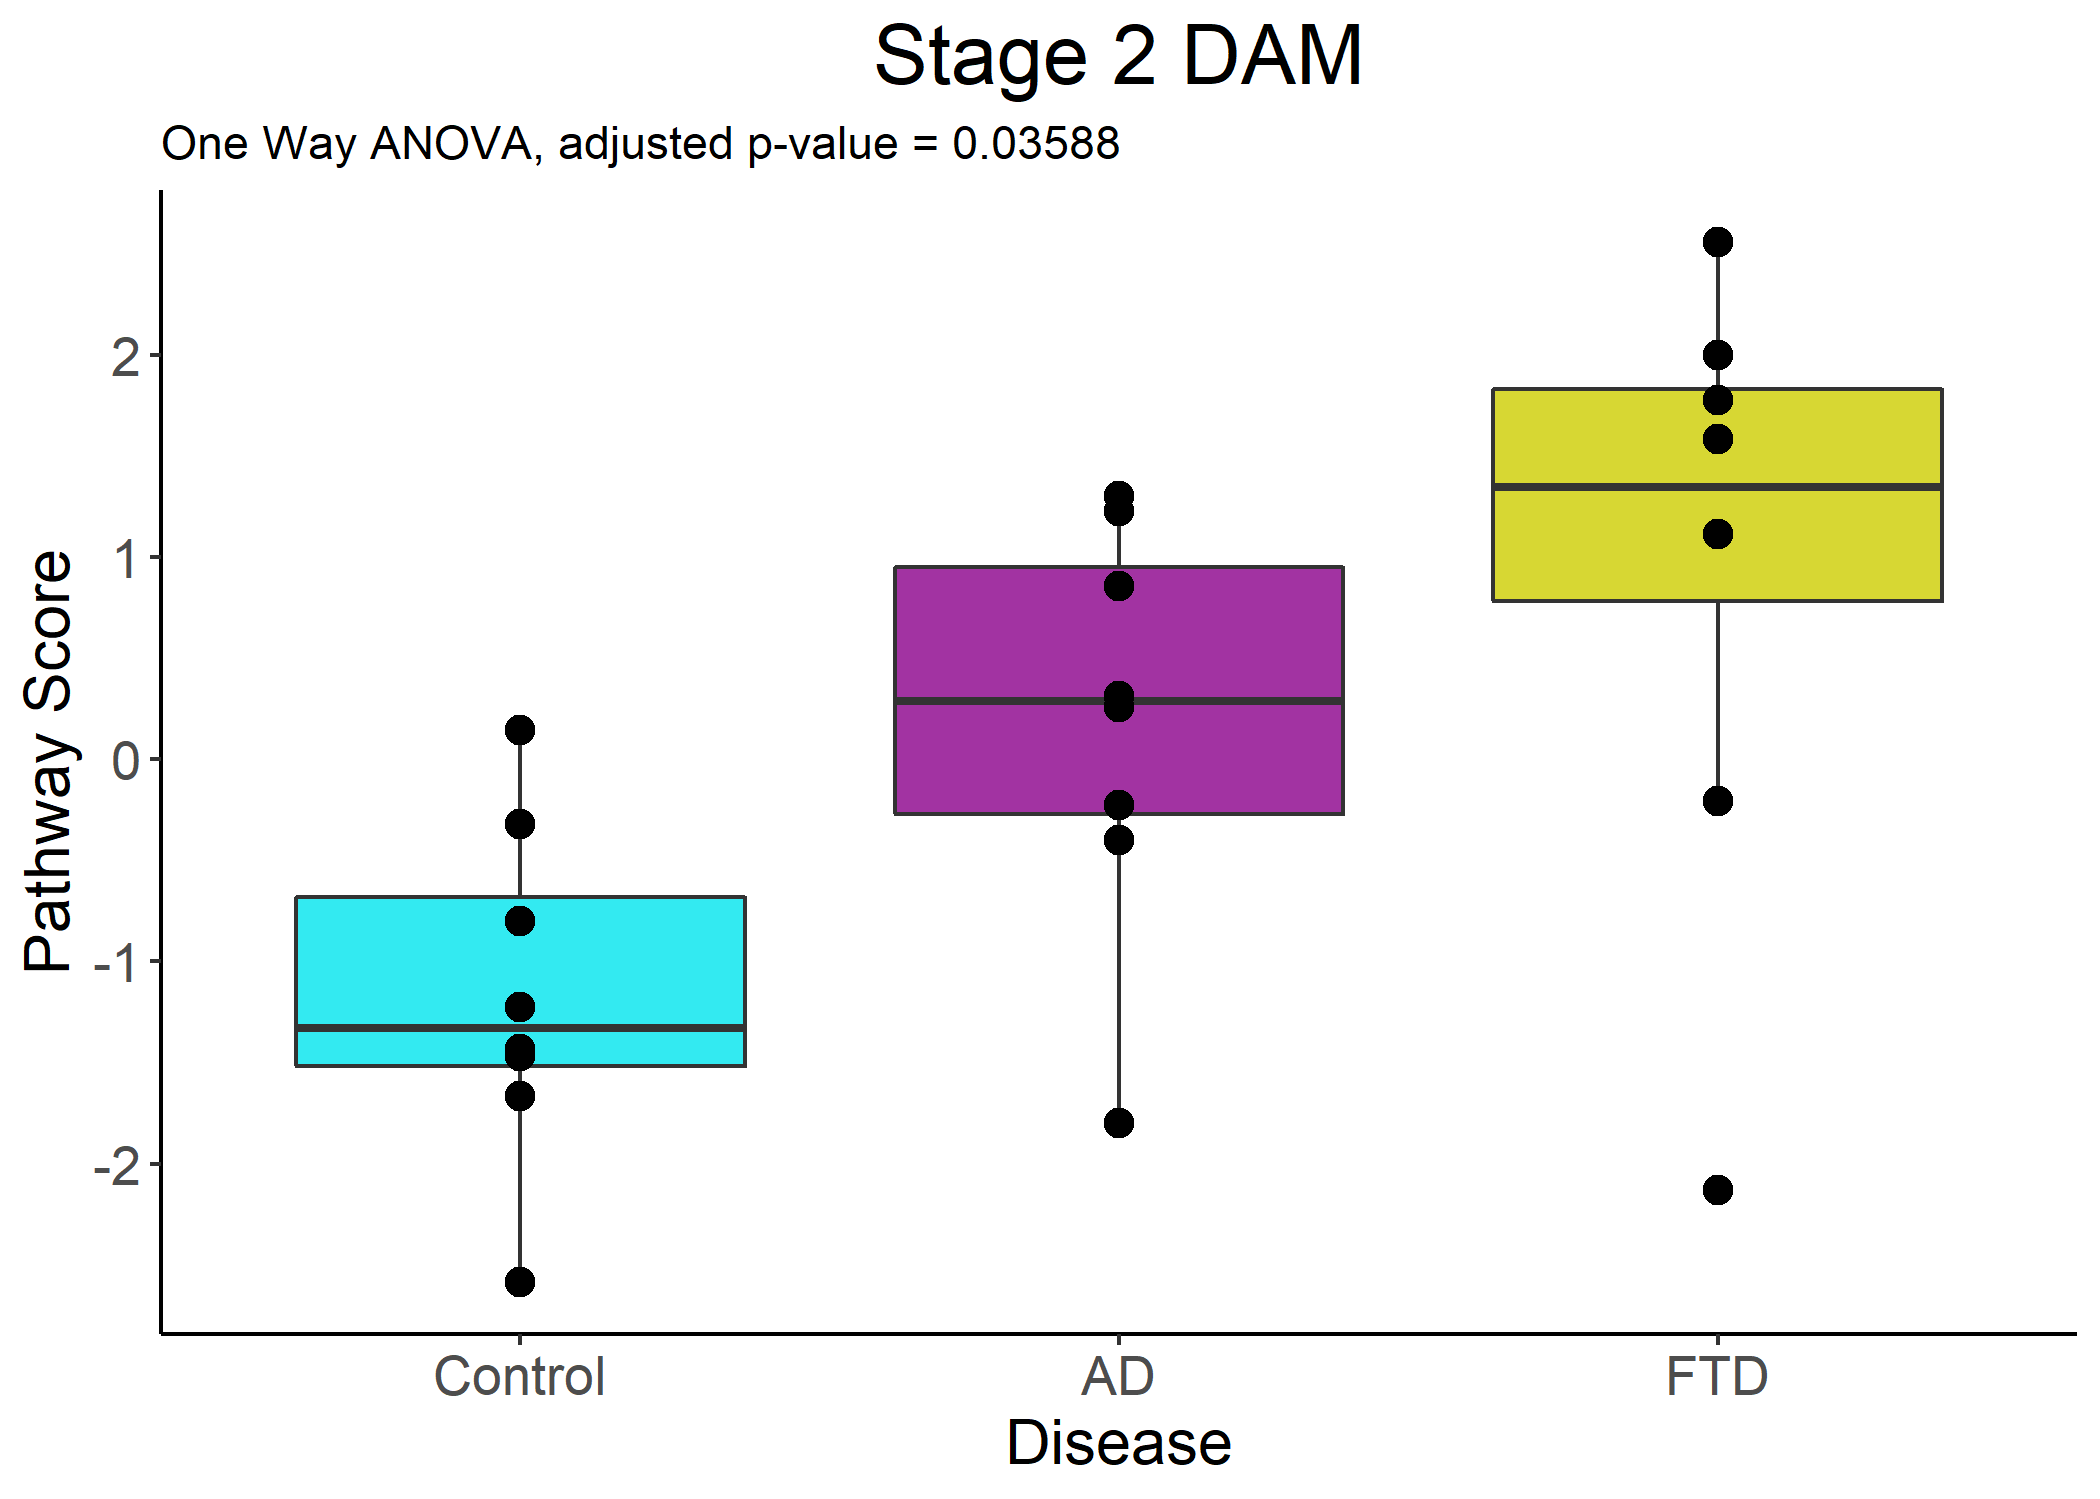 Stage 2 DAM
One Way ANOVA, adjusted p-value = 0.03588
Pathway Score
2
1
0
-1
-2
Control AD FTD
Disease